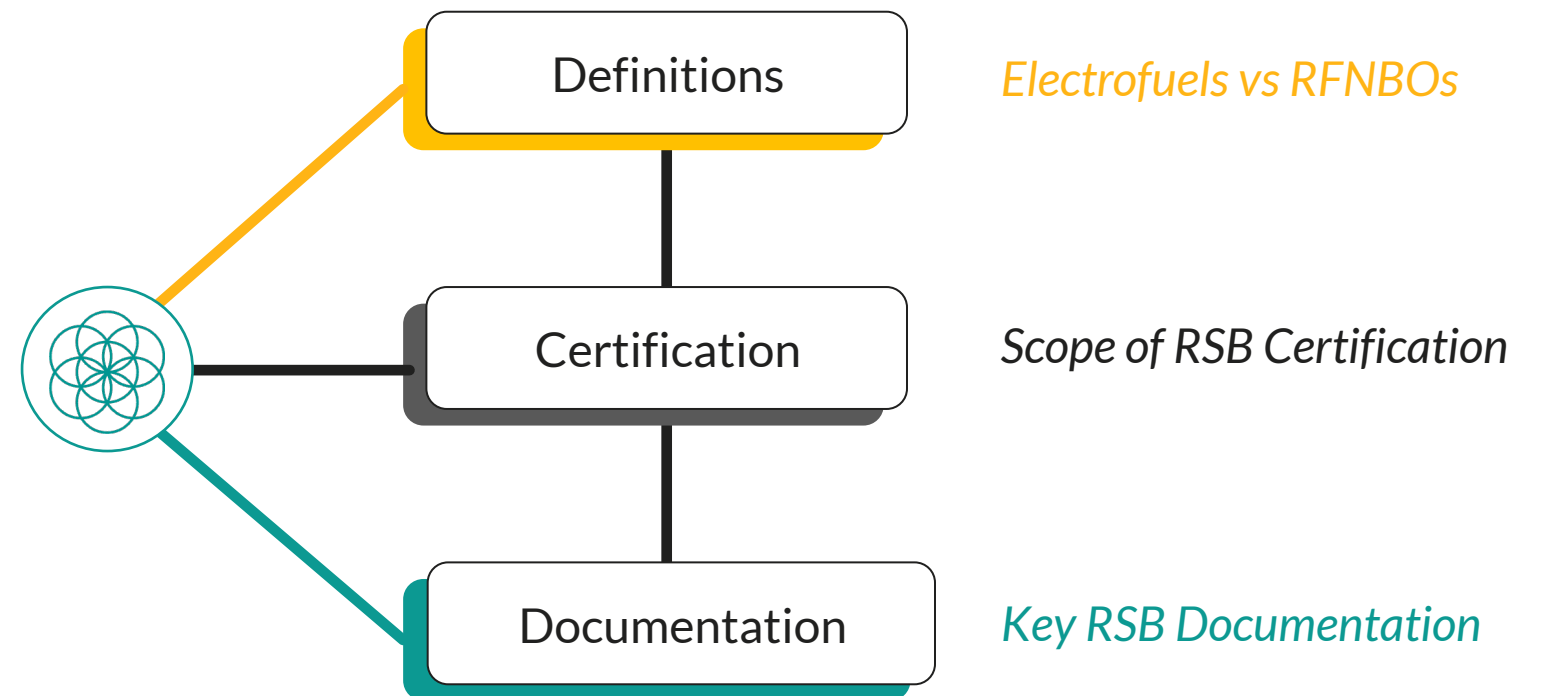 Definitions
Electrofuels vs RFNBOs
Certification
Scope of RSB Certification
Documentation
Key RSB Documentation